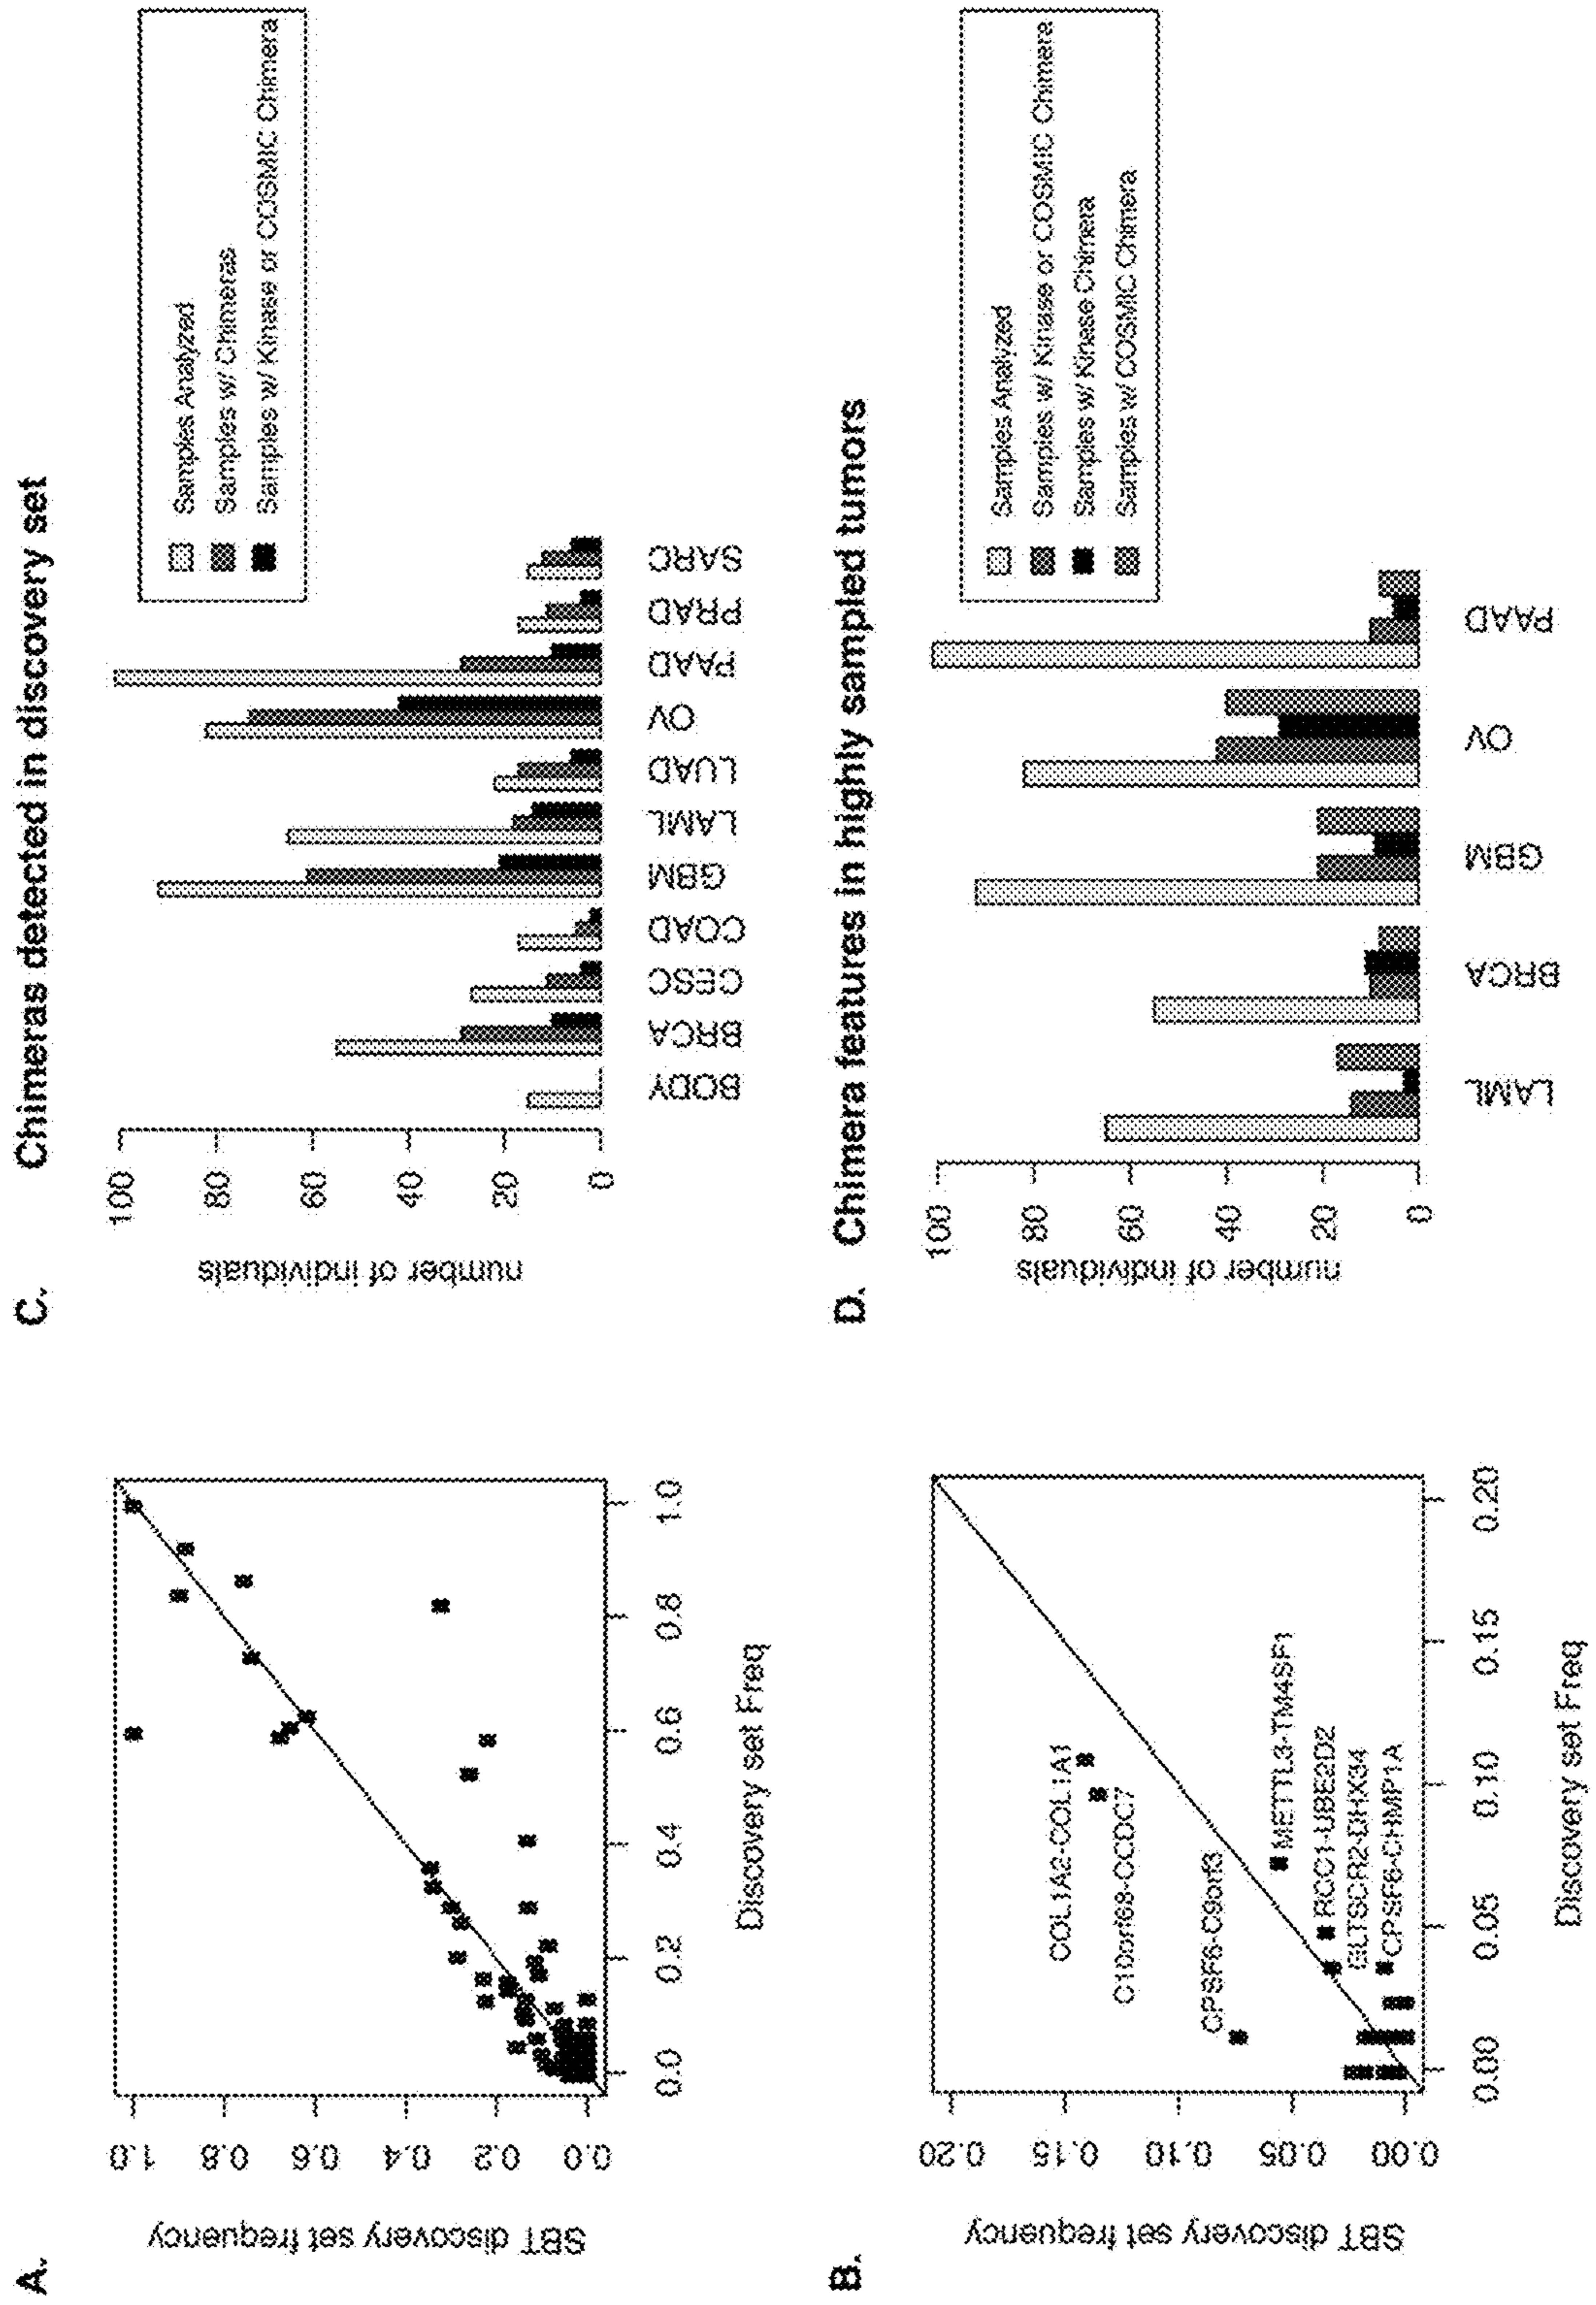 A.
SBT discovery set frequency
1.0
0.8
0.6
0.4
0.2
0.0
0.0
0.2
0.4
0.6
0.8
1.0
Discovery set Freq
B.
SBT discovery set frequency
0.20
0.15
0.10
0.05
0.00
COL1A2-COL1A1
C10orf68-CCDC7
CPSF6-C9orf3
METTL3-TM4SF1
RCC1-UBE2D2
GLTSCR2-DHX34
CPSF6-CHMP1A
0.00
0.05
0.10
0.15
0.20
Discovery set Freq
C. Chimeras detected in discovery set
number of individuals
100
80
60
40
20
0
BODY
BRCA
CESC
COAD
GBM
LAML
LUAD
OV
PAAD
PRAD
SARC
Samples Analyzed
Samples w/ Chimeras
Samples w/ Kinase or COSMIC Chimera
D. Chimera features in highly sampled tumors
number of individuals
100
80
60
40
20
0
LAML
BRCA
GBM
OV
PAAD
Samples Analyzed
Samples w/ Kinase or COSMIC Chimera
Samples w/ Kinase Chimera
Samples w/ COSMIC Chimera